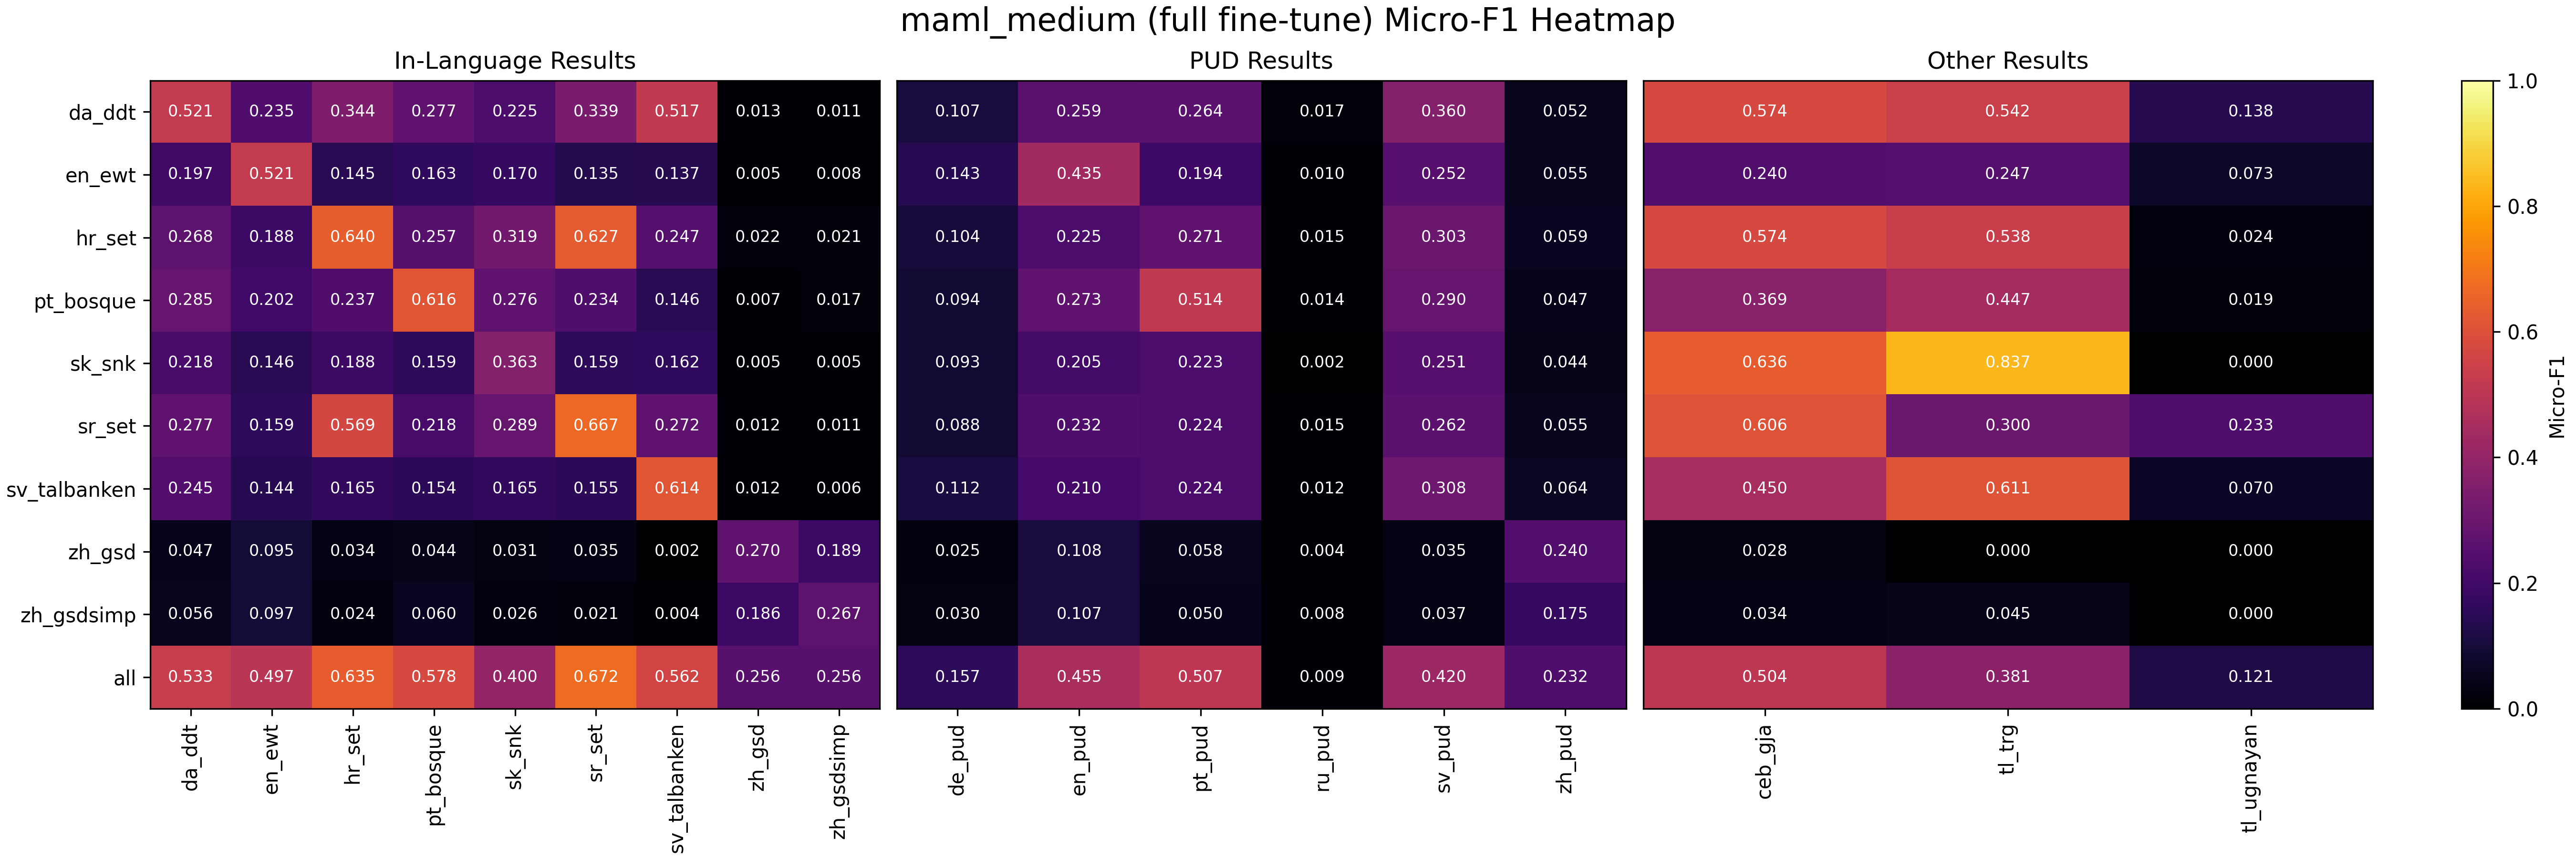 maml_medium (full fine-tune) Micro-F1 Heatmap
In-Language Results PUD Results Other Results
da_ddt 0.521 0.235 0.344 0.277 0.225 0.339 0.517 0.013 0.011 0.107 0.259 0.264 0.017 0.360 0.052 0.574 0.542 0.138
en_ewt 0.197 0.521 0.145 0.163 0.170 0.135 0.137 0.005 0.008 0.143 0.435 0.194 0.010 0.252 0.055 0.240 0.247 0.073
hr_set 0.268 0.188 0.640 0.257 0.319 0.627 0.247 0.022 0.021 0.104 0.225 0.271 0.015 0.303 0.059 0.574 0.538 0.024
pt_bosque 0.285 0.202 0.237 0.616 0.276 0.234 0.146 0.007 0.017 0.094 0.273 0.514 0.014 0.290 0.047 0.369 0.447 0.019
sk_snk 0.218 0.146 0.188 0.159 0.363 0.159 0.162 0.005 0.005 0.093 0.205 0.223 0.002 0.251 0.044 0.636 0.837 0.000
sr_set 0.277 0.159 0.569 0.218 0.289 0.667 0.272 0.012 0.011 0.088 0.232 0.224 0.015 0.262 0.055 0.606 0.300 0.233
sv_talbanken 0.245 0.144 0.165 0.154 0.165 0.155 0.614 0.012 0.006 0.112 0.210 0.224 0.012 0.308 0.064 0.450 0.611 0.070
zh_gsd 0.047 0.095 0.034 0.044 0.031 0.035 0.002 0.270 0.189 0.025 0.108 0.058 0.004 0.035 0.240 0.028 0.000 0.000
zh_gsdsimp 0.056 0.097 0.024 0.060 0.026 0.021 0.004 0.186 0.267 0.030 0.107 0.050 0.008 0.037 0.175 0.034 0.045 0.000
all 0.533 0.497 0.635 0.578 0.400 0.672 0.562 0.256 0.256 0.157 0.455 0.507 0.009 0.420 0.232 0.504 0.381 0.121
da_ddt en_ewt hr_set pt_bosque sk_snk sr_set sv_talbanken zh_gsd zh_gsdsimp de_pud en_pud pt_pud ru_pud sv_pud zh_pud ceb_gja tl_trg tl_ugnayan
1.0
0.8
0.6
0.4
0.2
0.0
Micro-F1